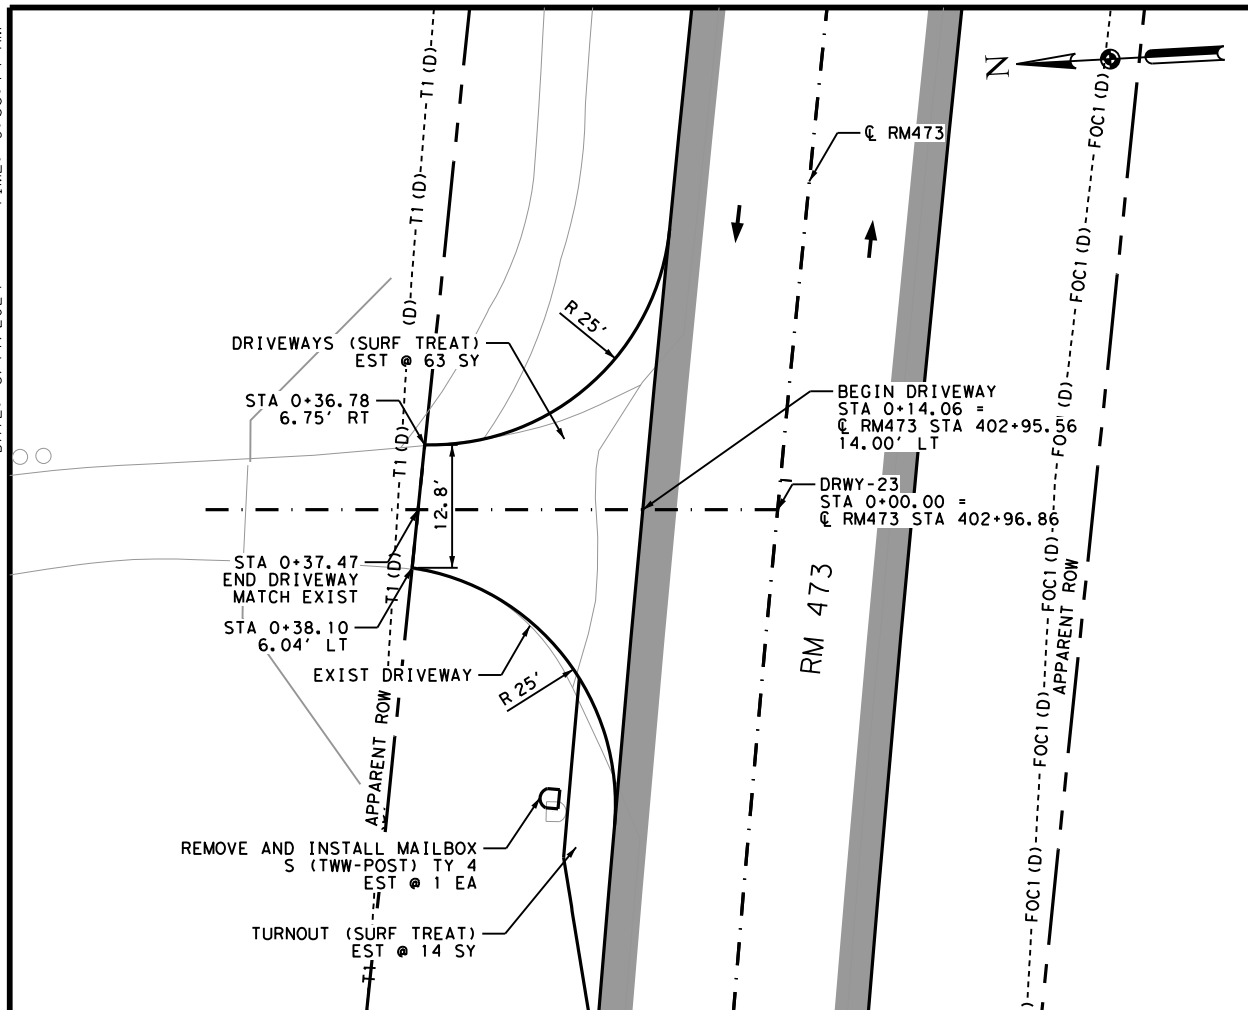 N
T1(D)
FOC1(D)
℄ RM473
T1(D)
FOC1(D)
R 25'
(D)
DRIVEWAYS (SURF TREAT)
EST @ 63 SY
BEGIN DRIVEWAY
STA 0+14.06 =
℄ RM473 STA 402+95.56
14.00' LT
STA 0+36.78
6.75' RT
FO (D)
T1(D)
12.8'
DRWY-23
STA 0+00.00 =
℄ RM473 STA 402+96.86
STA 0+37.47
END DRIVEWAY
MATCH EXIST
T1(D)
FOC1(D)
APPARENT ROW
RM 473
STA 0+38.10
6.04' LT
EXIST DRIVEWAY
R 25'
APPARENT ROW
FOC1(D)
REMOVE AND INSTALL MAILBOX
S (TWW-POST) TY 4
EST @ 1 EA
FOC1(D)
TURNOUT (SURF TREAT)
EST @ 14 SY
T1
)